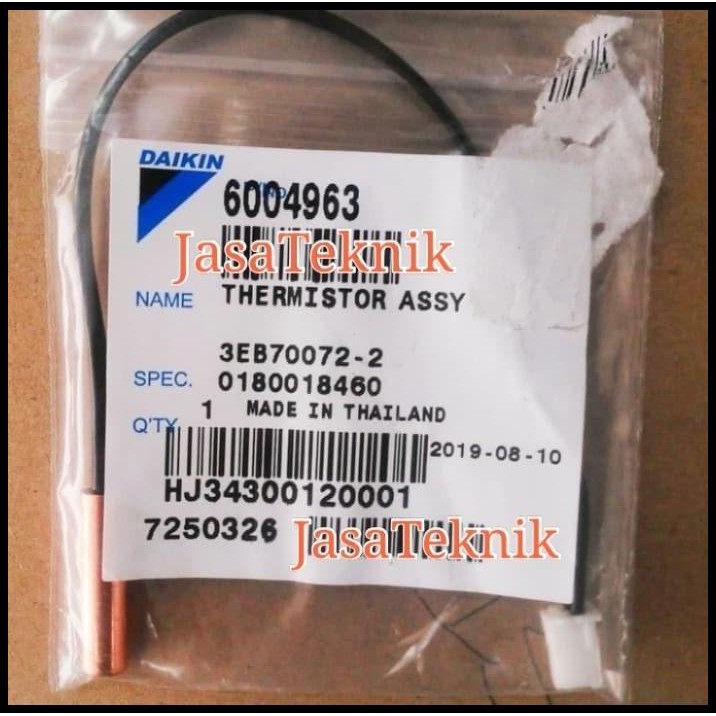 DAIKIN
6004963
JasaTeknik
NAME THERMISTOR ASSY
3EB70072-2
SPEC. 0180018460
Q'TY 1 MADE IN THAILAND
2019-08-10
HJ34300120001
7250326 JasaTeknik